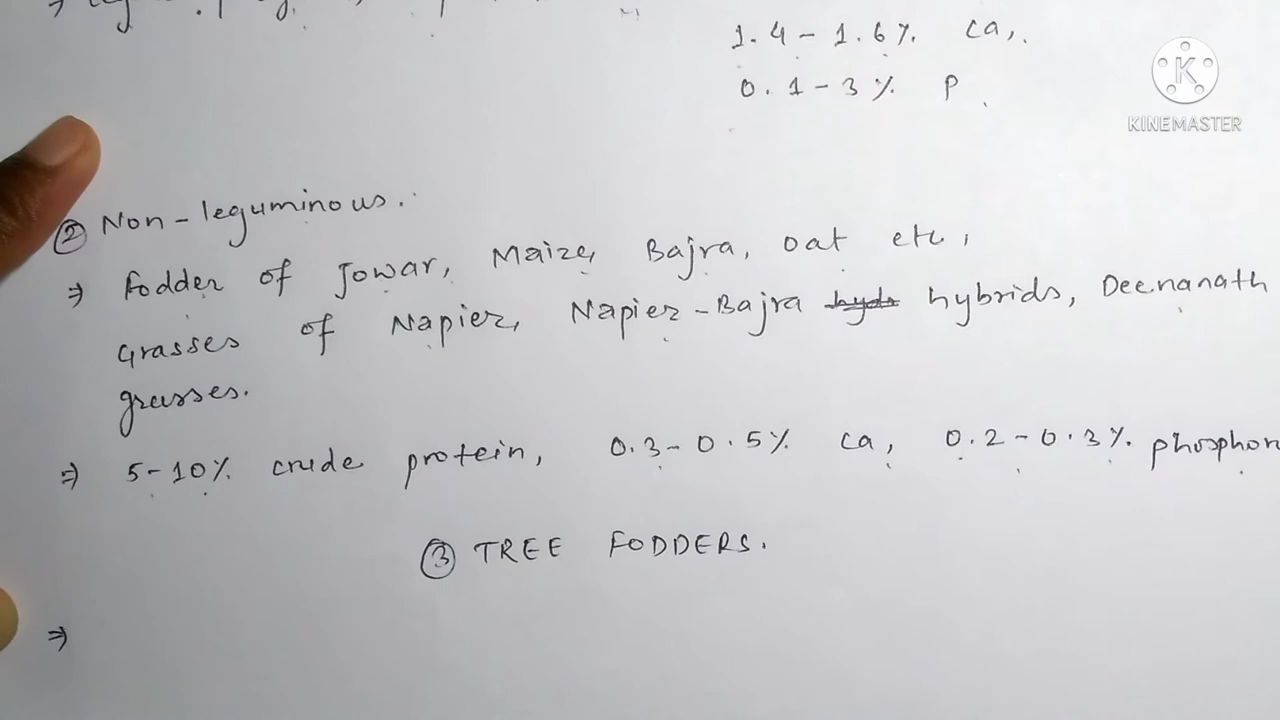 1.4 - 1.6% Ca,.
0.1 - 3% P
KINEMASTER
② Non-leguminous.
⇒ Fodder of Jowar, Maize, Bajra, Oat etc,
Grasses of Napier, Napier-Bajra hybrids, Deenanath
grasses.
⇒ 5-10% crude protein, 0.3-0.5% Ca, 0.2-0.3% phosphor
③ TREE FODDERS.
⇒